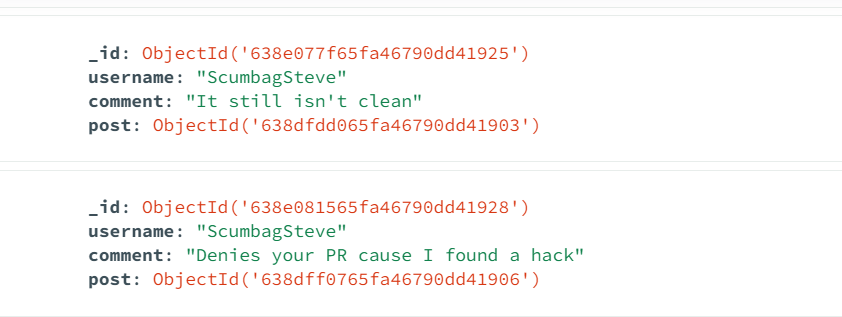 _id: ObjectId('638e077f65fa46790dd41925')
username: "ScumbagSteve"
comment: "It still isn't clean"
post: ObjectId('638dfdd065fa46790dd41903')
_id: ObjectId('638e081565fa46790dd41928')
username: "ScumbagSteve"
comment: "Denies your PR cause I found a hack"
post: ObjectId('638dff0765fa46790dd41906')